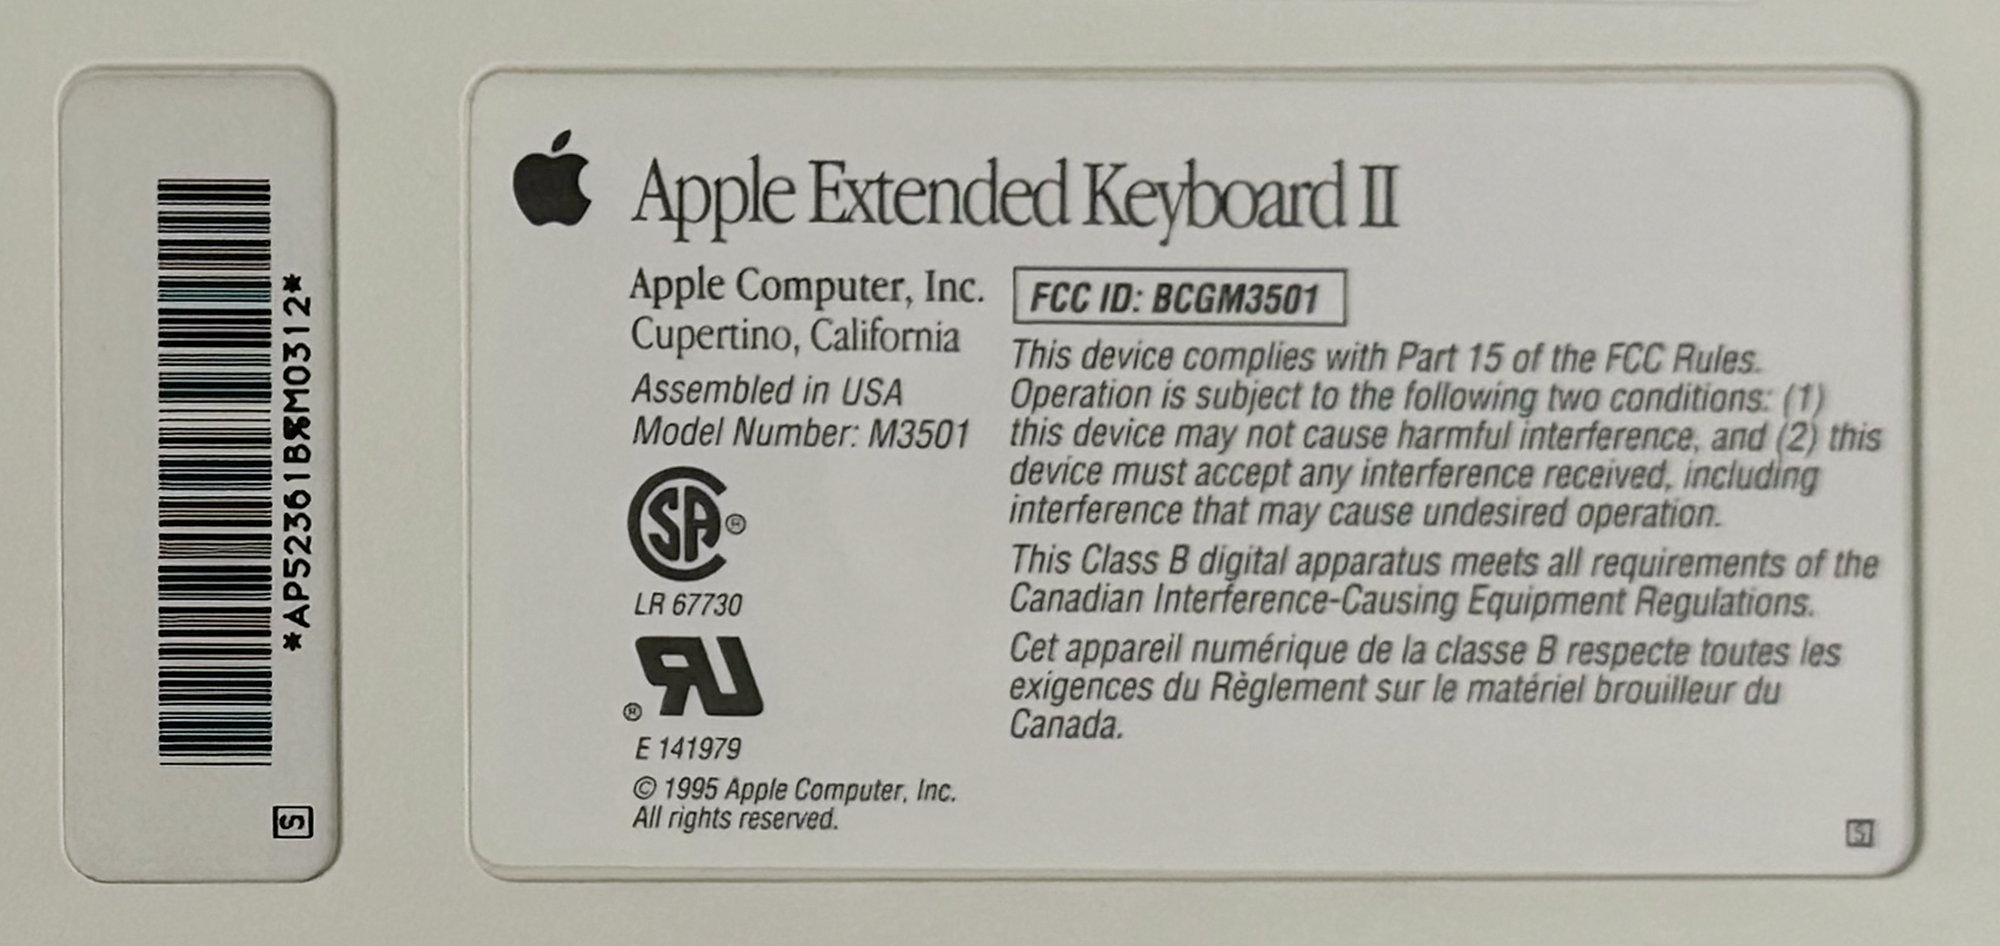 *AP52361B%M0312*
S
Apple Extended Keyboard II
Apple Computer, Inc.
Cupertino, California
Assembled in USA
Model Number: M3501
SA®
LR 67730
UR
®
E 141979
© 1995 Apple Computer, Inc.
All rights reserved.
FCC ID: BCGM3501
This device complies with Part 15 of the FCC Rules.
Operation is subject to the following two conditions: (1)
this device may not cause harmful interference, and (2) this
device must accept any interference received, including
interference that may cause undesired operation.
This Class B digital apparatus meets all requirements of the
Canadian Interference-Causing Equipment Regulations.
Cet appareil numérique de la classe B respecte toutes les
exigences du Règlement sur le matériel brouilleur du
Canada.
S